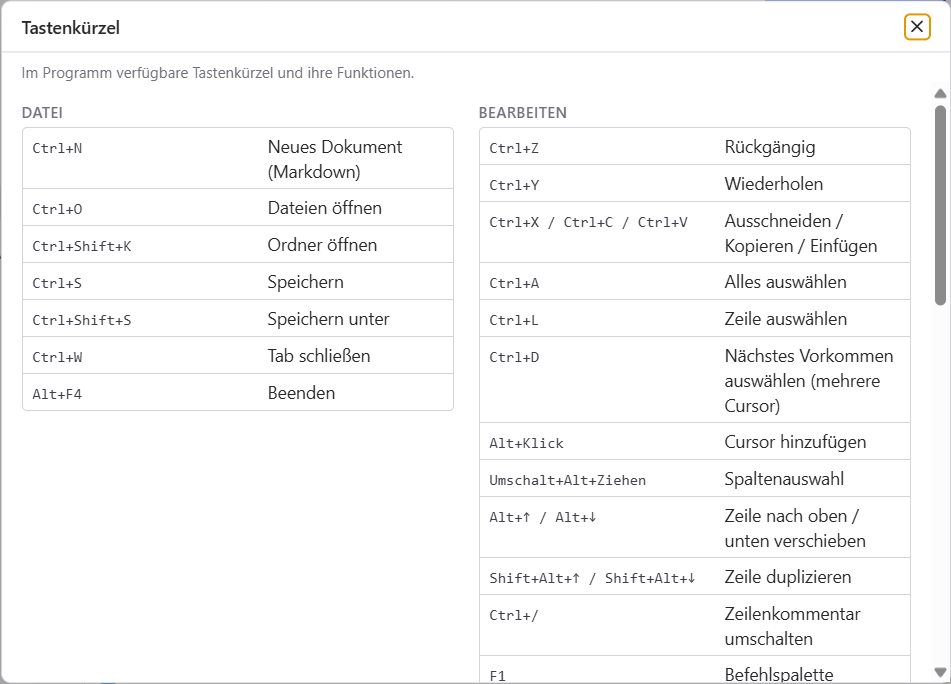 Tastenkürzel
Im Programm verfügbare Tastenkürzel und ihre Funktionen.
DATEI
Ctrl+N Neues Dokument
(Markdown)
Ctrl+O Dateien öffnen
Ctrl+Shift+K Ordner öffnen
Ctrl+S Speichern
Ctrl+Shift+S Speichern unter
Ctrl+W Tab schließen
Alt+F4 Beenden
BEARBEITEN
Ctrl+Z Rückgängig
Ctrl+Y Wiederholen
Ctrl+X / Ctrl+C / Ctrl+V Ausschneiden /
Kopieren / Einfügen
Ctrl+A Alles auswählen
Ctrl+L Zeile auswählen
Ctrl+D Nächstes Vorkommen
auswählen (mehrere
Cursor)
Alt+Klick Cursor hinzufügen
Umschalt+Alt+Ziehen Spaltenauswahl
Alt+↑ / Alt+↓ Zeile nach oben /
unten verschieben
Shift+Alt+↑ / Shift+Alt+↓ Zeile duplizieren
Ctrl+/ Zeilenkommentar
umschalten
F1 Befehlspalette